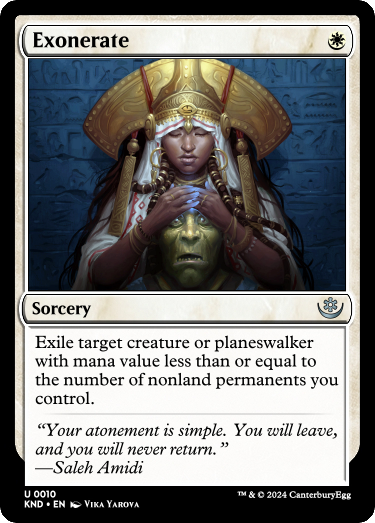 Exonerate
Sorcery
Exile target creature or planeswalker
with mana value less than or equal to
the number of nonland permanents you
control.
“Your atonement is simple. You will leave,
and you will never return.”
—Saleh Amidi
U 0010
KND • EN Vika Yarova
™ & © 2024 CanterburyEgg